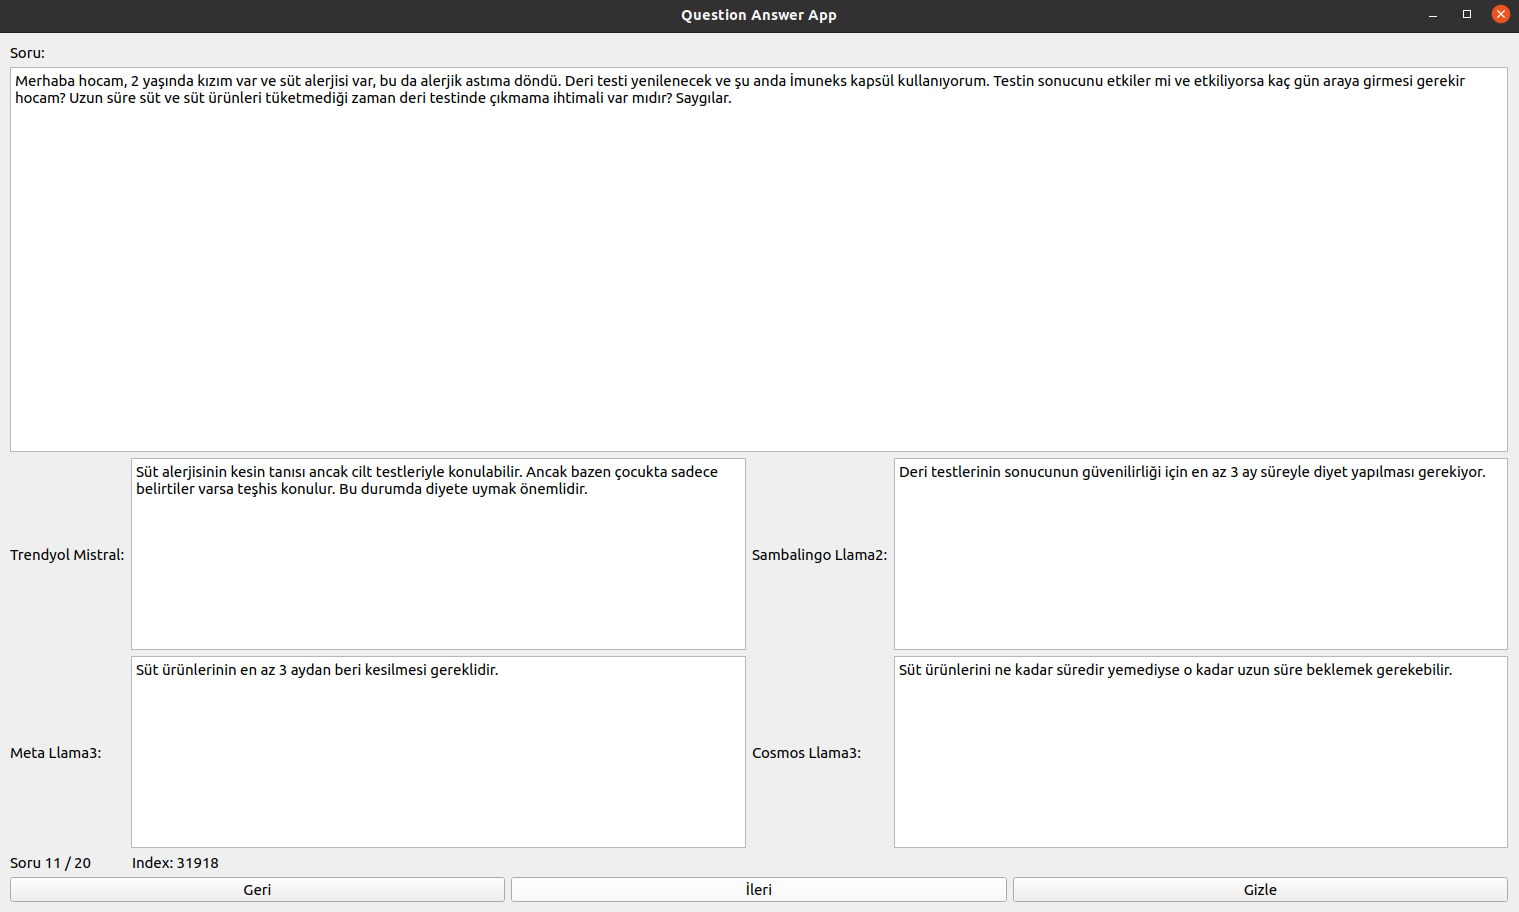 Question Answer App
Soru:
Merhaba hocam, 2 yaşında kızım var ve süt alerjisi var, bu da alerjik astıma döndü. Deri testi yenilenecek ve şu anda İmuneks kapsül kullanıyorum. Testin sonucunu etkiler mi ve etkiliyorsa kaç gün araya girmesi gerekir
hocam? Uzun süre süt ve süt ürünleri tüketmediği zaman deri testinde çıkmama ihtimali var mıdır? Saygılar.
Trendyol Mistral:
Süt alerjisinin kesin tanısı ancak cilt testleriyle konulabilir. Ancak bazen çocukta sadece
belirtiler varsa teşhis konulur. Bu durumda diyete uymak önemlidir.
Sambalingo Llama2:
Deri testlerinin sonucunun güvenilirliği için en az 3 ay süreyle diyet yapılması gerekiyor.
Meta Llama3:
Süt ürünlerinin en az 3 aydan beri kesilmesi gereklidir.
Cosmos Llama3:
Süt ürünlerini ne kadar süredir yemediyse o kadar uzun süre beklemek gerekebilir.
Soru 11 / 20
Index: 31918
Geri
İleri
Gizle